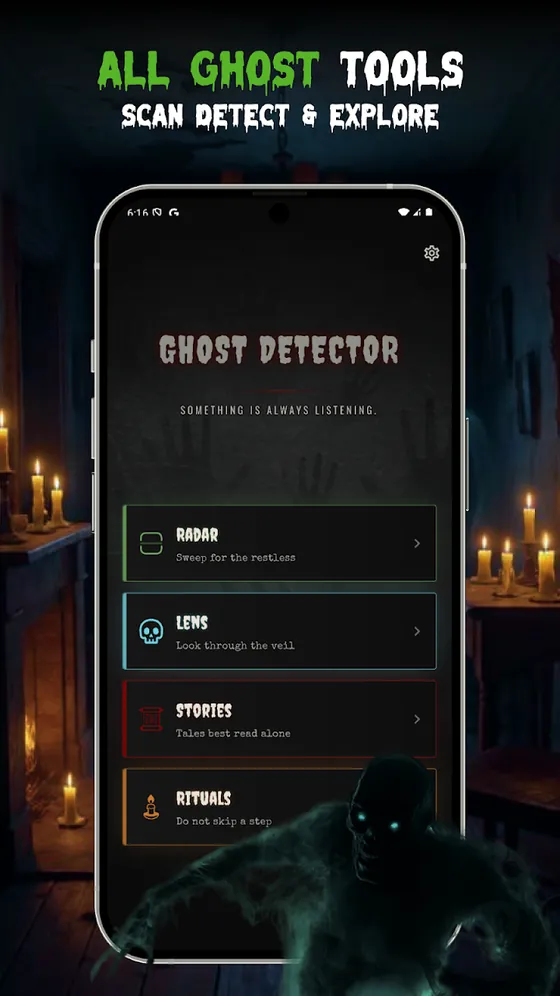 ALL GHOST TOOLS
SCAN DETECT & EXPLORE
6:16
GHOST DETECTOR
SOMETHING IS ALWAYS LISTENING.
RADAR
Sweep for the restless
LENS
Look through the veil
STORIES
Tales best read alone
RITUALS
Do not skip a step